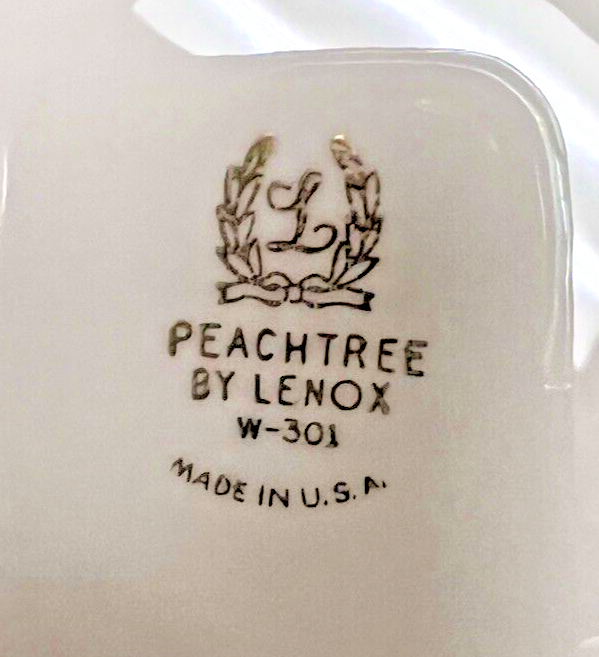 L
PEACHTREE
BY LENOX
W-301
MADE IN U.S.A.